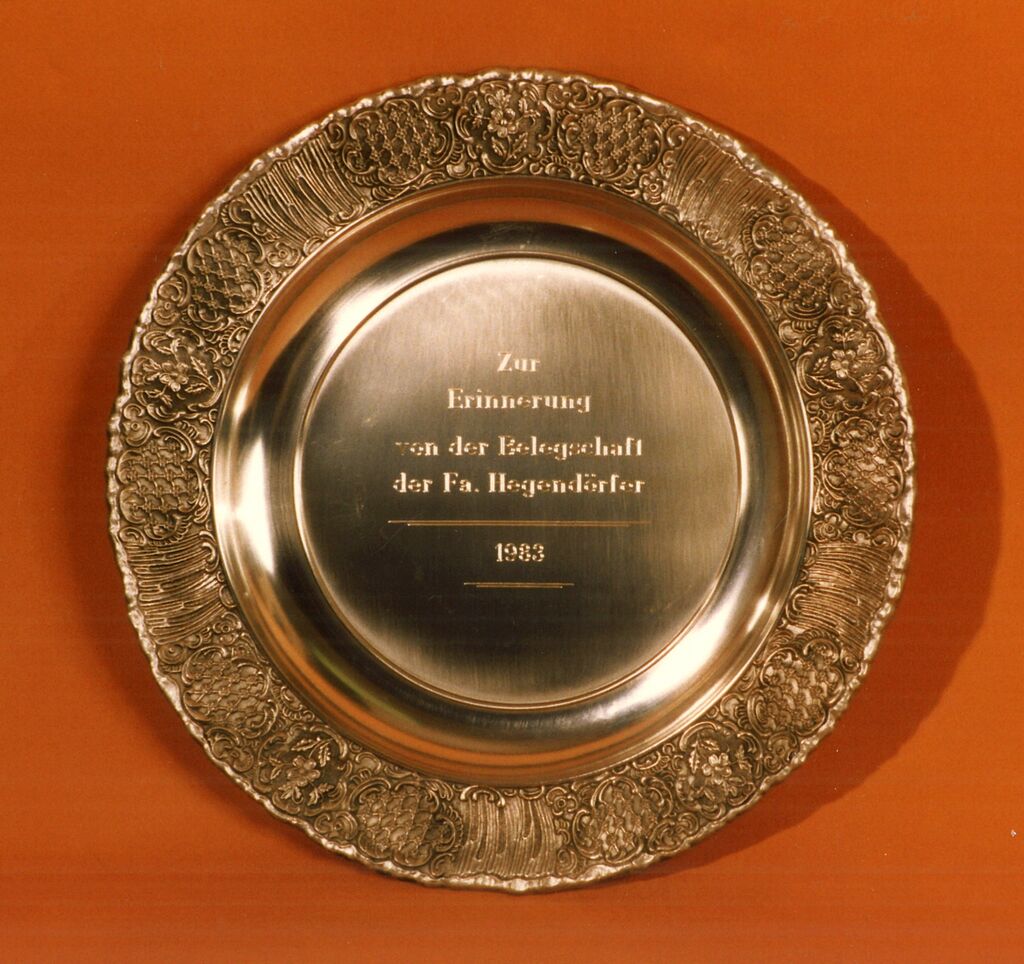 Zur
Erinnerung
von der Belegschaft
der Fa. Hegendörfer
1983